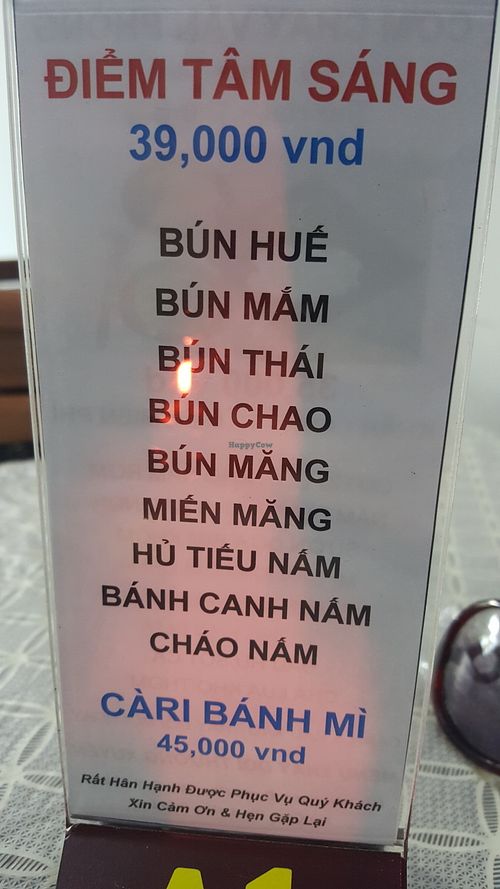 ĐIỂM TÂM SÁNG
39,000 vnd
BÚN HUẾ
BÚN MẮM
BÚN THÁI
BÚN CHAO
HappyCow
BÚN MĂNG
MIẾN MĂNG
HỦ TIẾU NẤM
BÁNH CANH NẤM
CHÁO NẤM
CÀRI BÁNH MÌ
45,000 vnd
Rất Hân Hạnh Được Phục Vụ Quý Khách
Xin Cảm Ơn & Hẹn Gặp Lại
A1